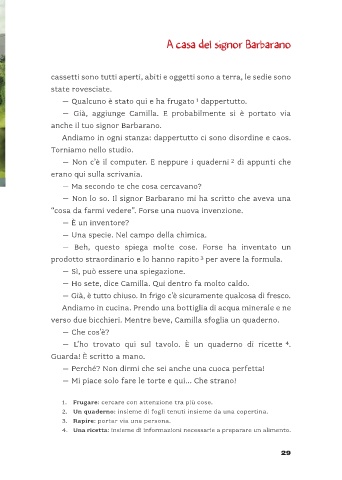 A casa del signor Barbarano
cassetti sono tutti aperti, abiti e oggetti sono a terra, le sedie sono
state rovesciate.
— Qualcuno è stato qui e ha frugato ¹ dappertutto.
— Già, aggiunge Camilla. E probabilmente si è portato via
anche il tuo signor Barbarano.
Andiamo in ogni stanza: dappertutto ci sono disordine e caos.
Torniamo nello studio.
— Non c'è il computer. E neppure i quaderni ² di appunti che
erano qui sulla scrivania.
— Ma secondo te che cosa cercavano?
— Non lo so. Il signor Barbarano mi ha scritto che aveva una
“cosa da farmi vedere”. Forse una nuova invenzione.
— È un inventore?
— Una specie. Nel campo della chimica.
— Beh, questo spiega molte cose. Forse ha inventato un
prodotto straordinario e lo hanno rapito ³ per avere la formula.
— Sì, può essere una spiegazione.
— Ho sete, dice Camilla. Qui dentro fa molto caldo.
— Già, è tutto chiuso. In frigo c'è sicuramente qualcosa di fresco.
Andiamo in cucina. Prendo una bottiglia di acqua minerale e ne
verso due bicchieri. Mentre beve, Camilla sfoglia un quaderno.
— Che cos'è?
— L'ho trovato qui sul tavolo. È un quaderno di ricette ⁴.
Guarda! È scritto a mano.
— Perché? Non dirmi che sei anche una cuoca perfetta!
— Mi piace solo fare le torte e qui... Che strano!
1. Frugare: cercare con attenzione tra più cose.
2. Un quaderno: insieme di fogli tenuti insieme da una copertina.
3. Rapire: portar via una persona.
4. Una ricetta: insieme di informazioni necessarie a preparare un alimento.
29